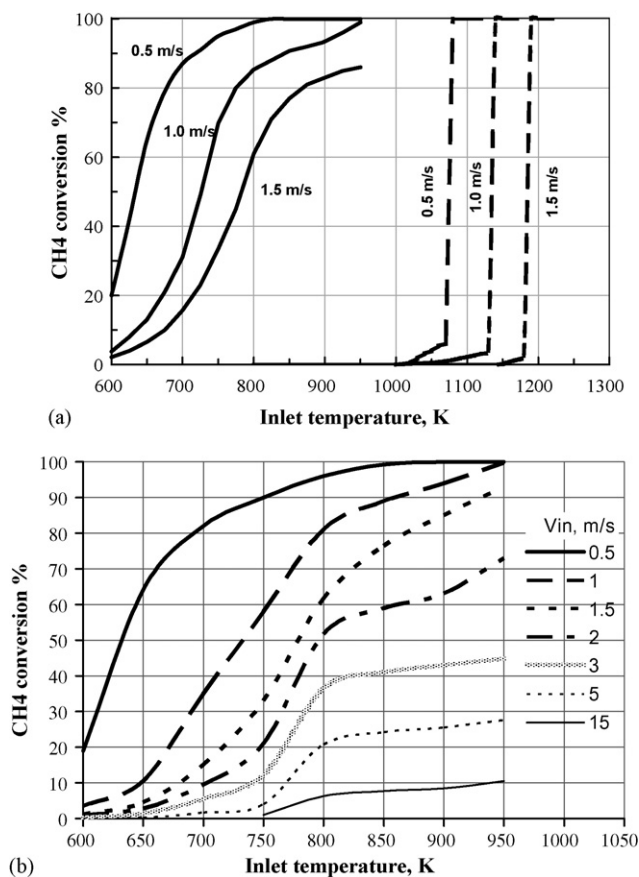 CH4 conversion %
100
80
60
40
20
0
0.5 m/s
1.0 m/s
1.5 m/s
0.5 m/s
1.0 m/s
1.5 m/s
600 700 800 900 1000 1100 1200 1300
(a)
Inlet temperature, K
CH4 conversion %
100
90
80
70
60
50
40
30
20
10
0
Vin, m/s
0.5
1
1.5
2
3
5
15
600 650 700 750 800 850 900 950 1000 1050
(b)
Inlet temperature, K